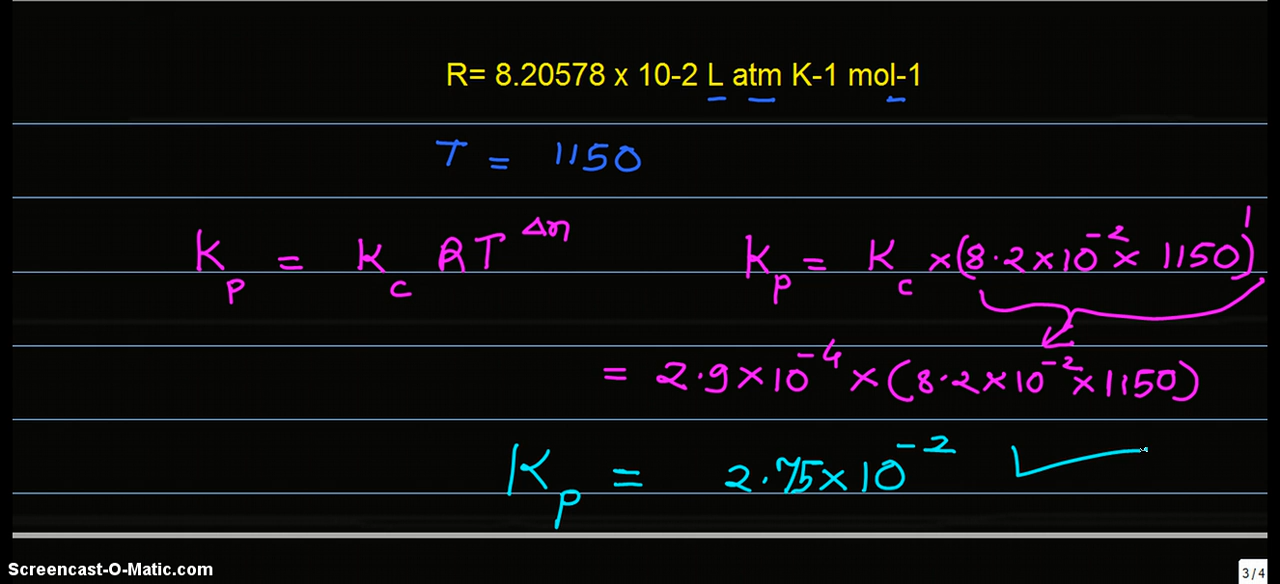 R= 8.20578 x 10-2 L atm K-1 mol-1
T = 1150
Kp = Kc RT^Δn
Kp = Kc ×(8.2×10⁻² × 1150)¹
= 2.9×10⁻⁴ × (8.2×10⁻²×1150)
Kp = 2.75×10⁻²
Screencast-O-Matic.com
3/4